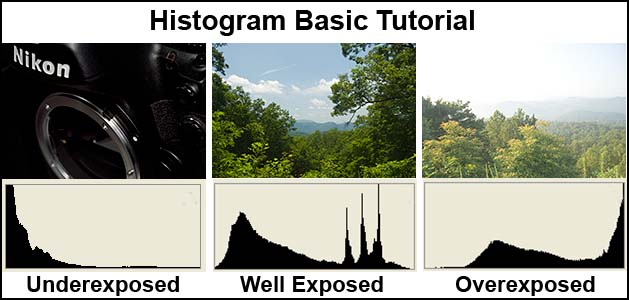 Histogram Basic Tutorial
Nikon
Underexposed
Well Exposed
Overexposed